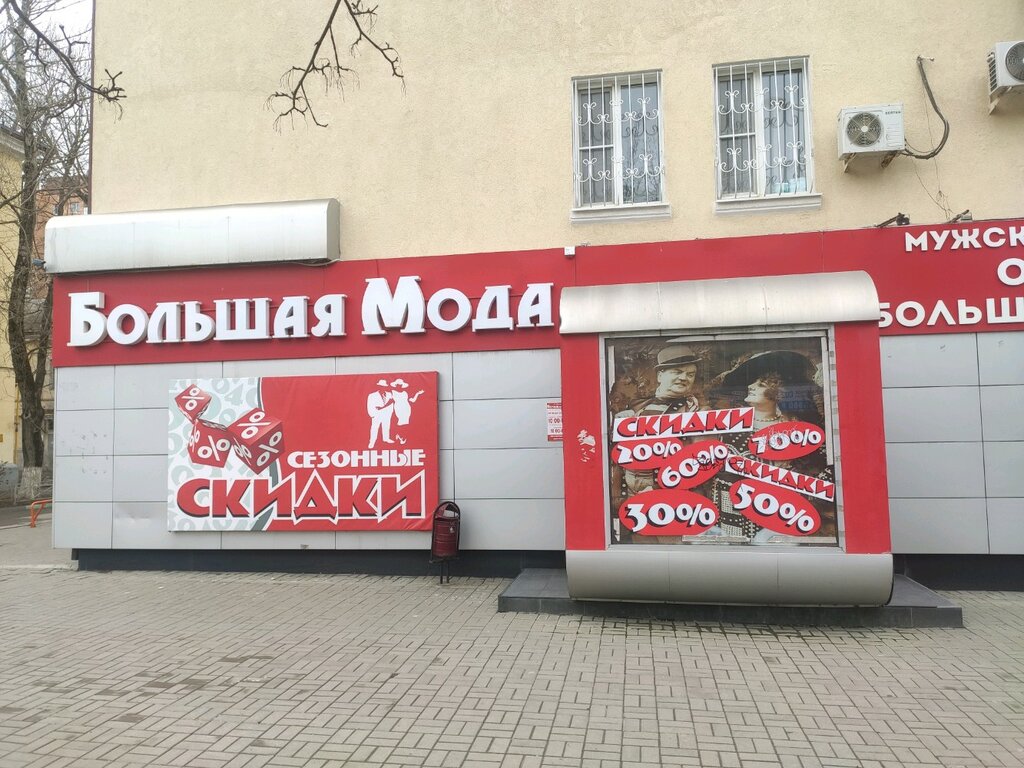 Большая Мода
МУЖСК
О
БОЛЬШ
СЕЗОННЫЕ
СКИДКИ
СКИДКИ
20%
70%
60%
СКИДКИ
50%
30%